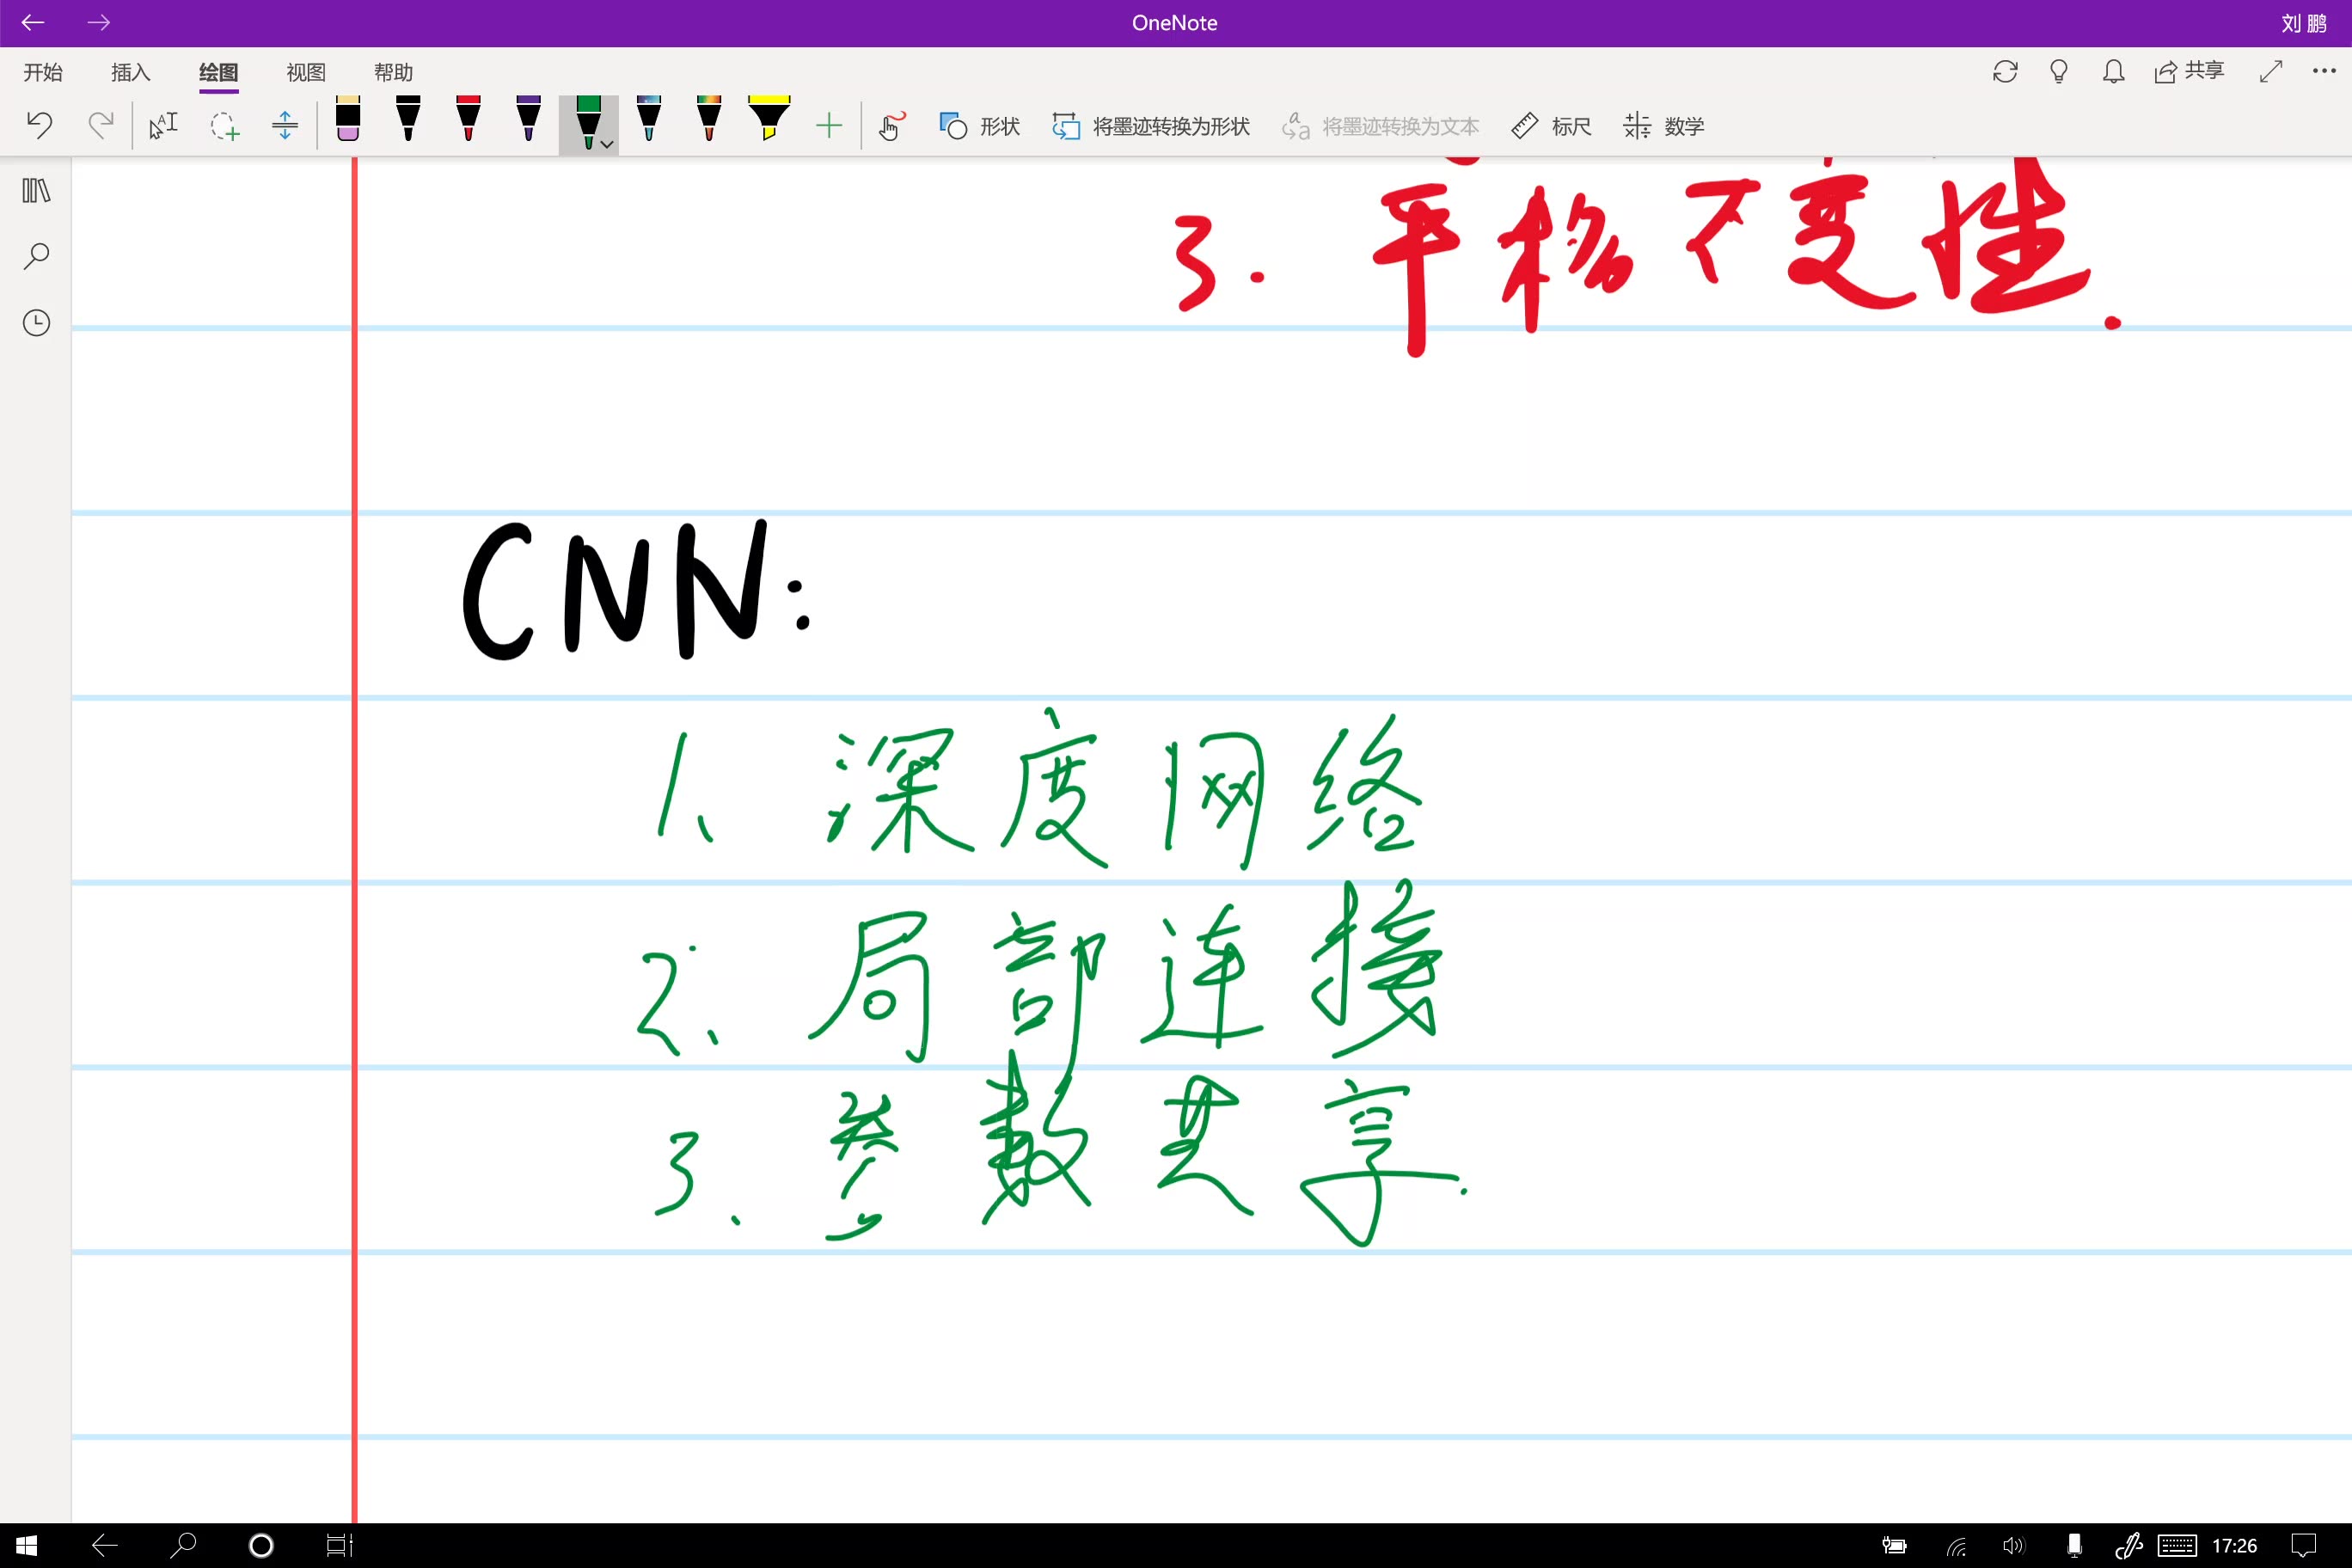 OneNote 刘 鹏
开始 插入 绘图 视图 帮助 共享
形状 将墨迹转换为形状 将墨迹转换为文本 标尺 数学
3. 平移不变性.
CNN:
1、深度网络
2、局部连接
3、参数共享.
17:26